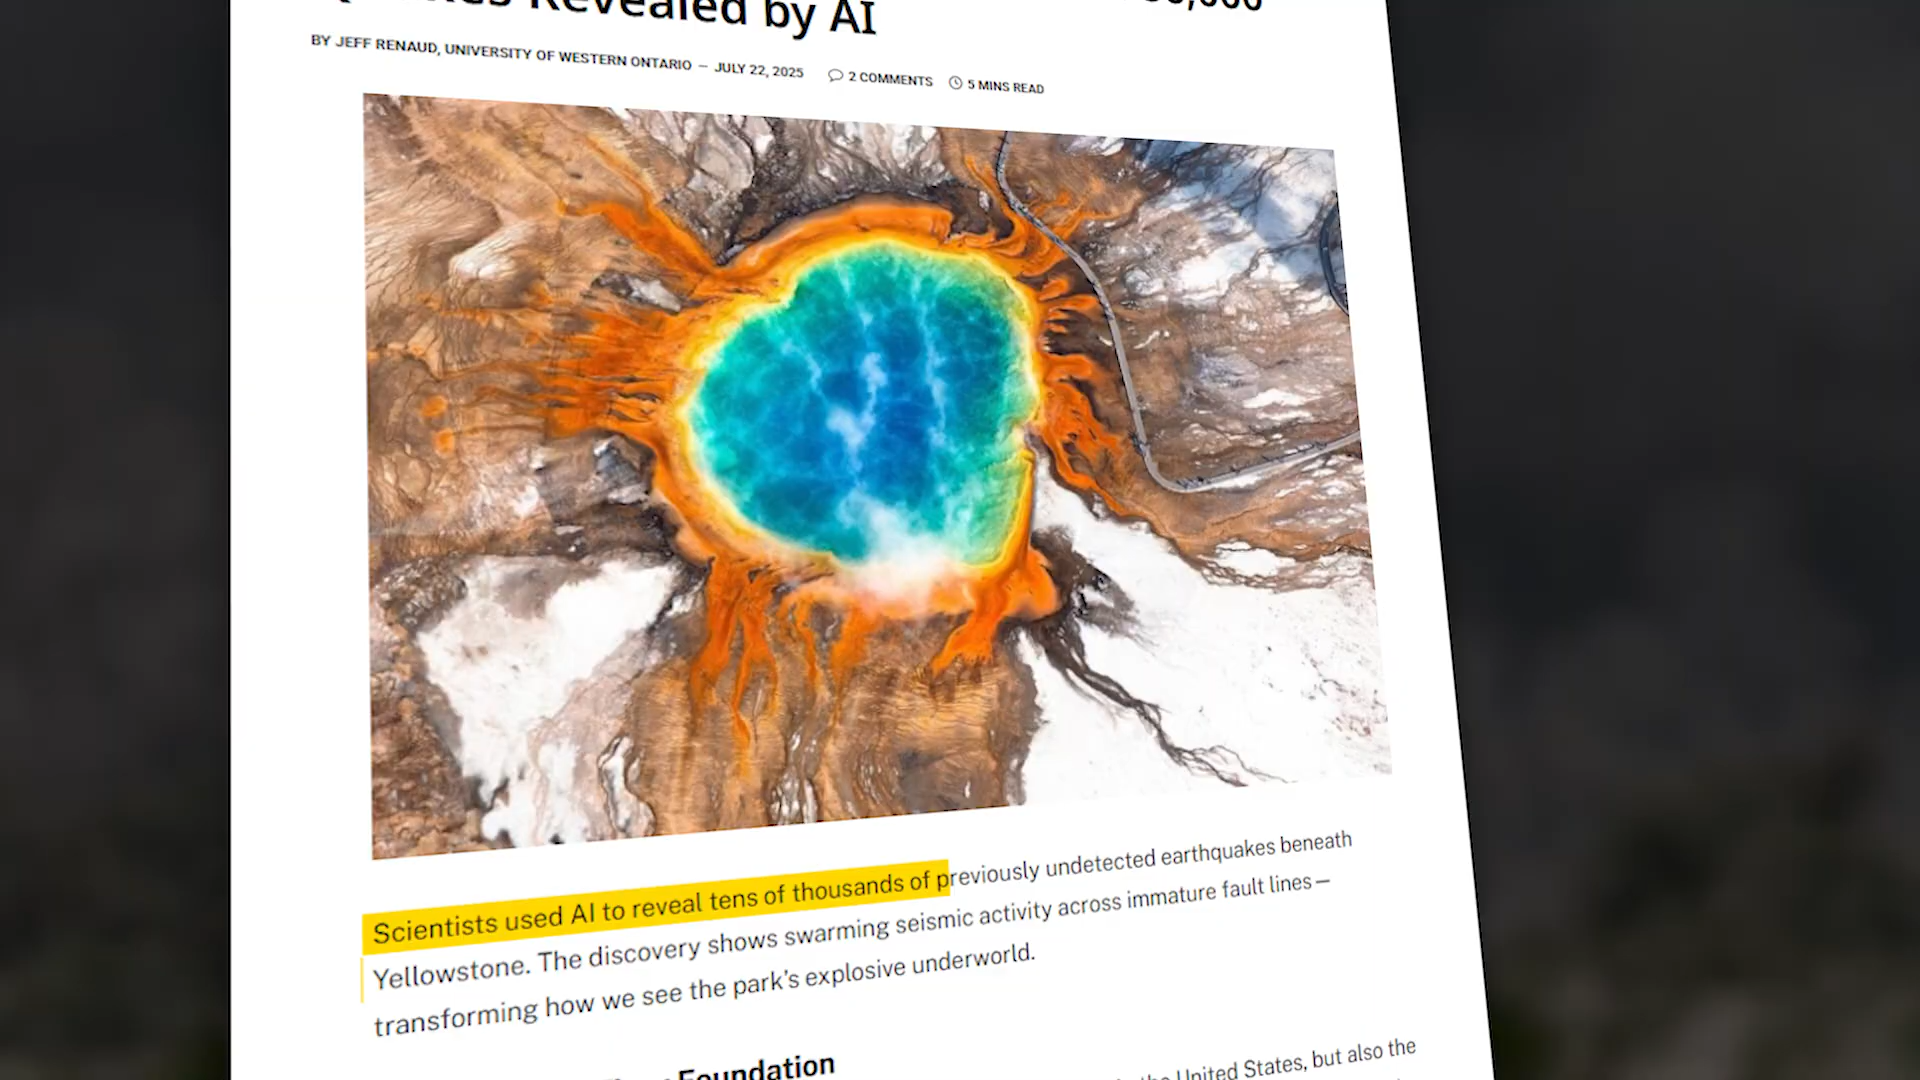 Revealed by AI
BY JEFF RENAUD, UNIVERSITY OF WESTERN ONTARIO — JULY 22, 2025 2 COMMENTS 5 MINS READ
Scientists used AI to reveal tens of thousands of previously undetected earthquakes beneath
Yellowstone. The discovery shows swarming seismic activity across immature fault lines—
transforming how we see the park's explosive underworld.
Foundation
the United States, but also the